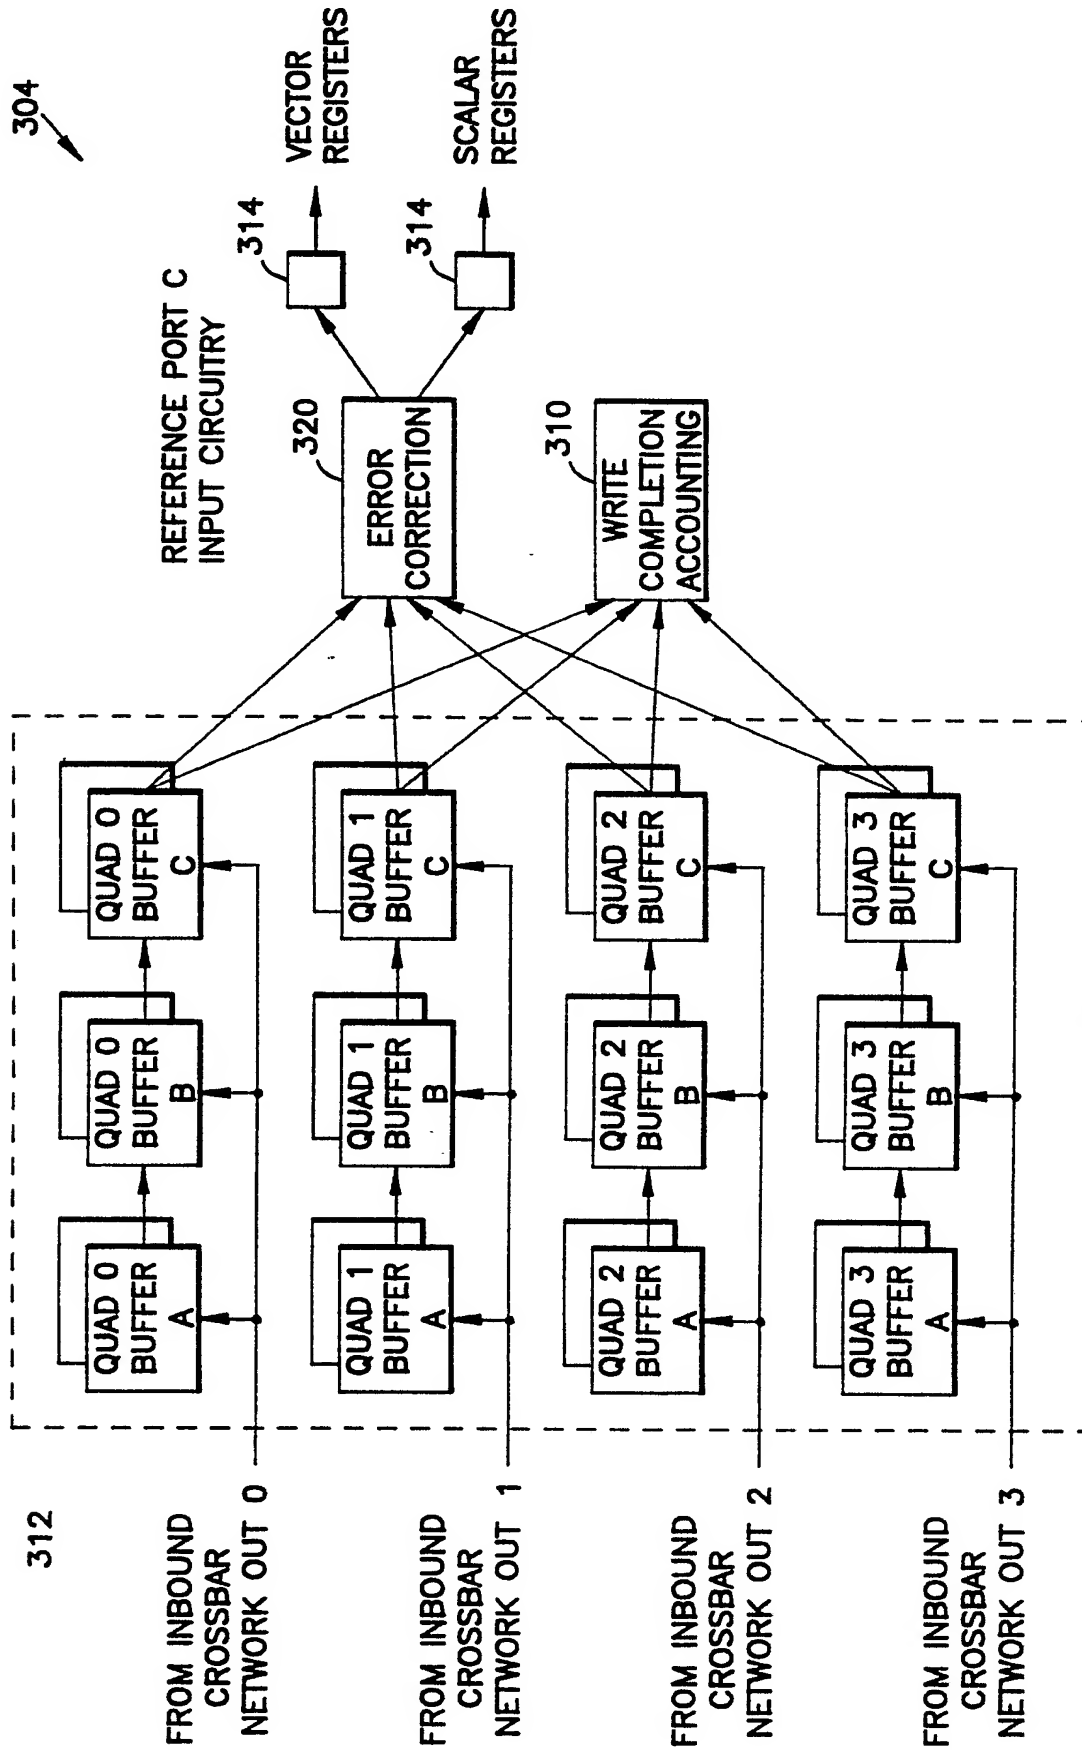 304
REFERENCE PORT C
INPUT CIRCUITRY
312
FROM INBOUND
CROSSBAR
NETWORK OUT 0
QUAD 0
BUFFER
A
QUAD 0
BUFFER
B
QUAD 0
BUFFER
C
FROM INBOUND
CROSSBAR
NETWORK OUT 1
QUAD 1
BUFFER
A
QUAD 1
BUFFER
B
QUAD 1
BUFFER
C
FROM INBOUND
CROSSBAR
NETWORK OUT 2
QUAD 2
BUFFER
A
QUAD 2
BUFFER
B
QUAD 2
BUFFER
C
FROM INBOUND
CROSSBAR
NETWORK OUT 3
QUAD 3
BUFFER
A
QUAD 3
BUFFER
B
QUAD 3
BUFFER
C
320
ERROR
CORRECTION
310
WRITE
COMPLETION
ACCOUNTING
314
VECTOR
REGISTERS
314
SCALAR
REGISTERS